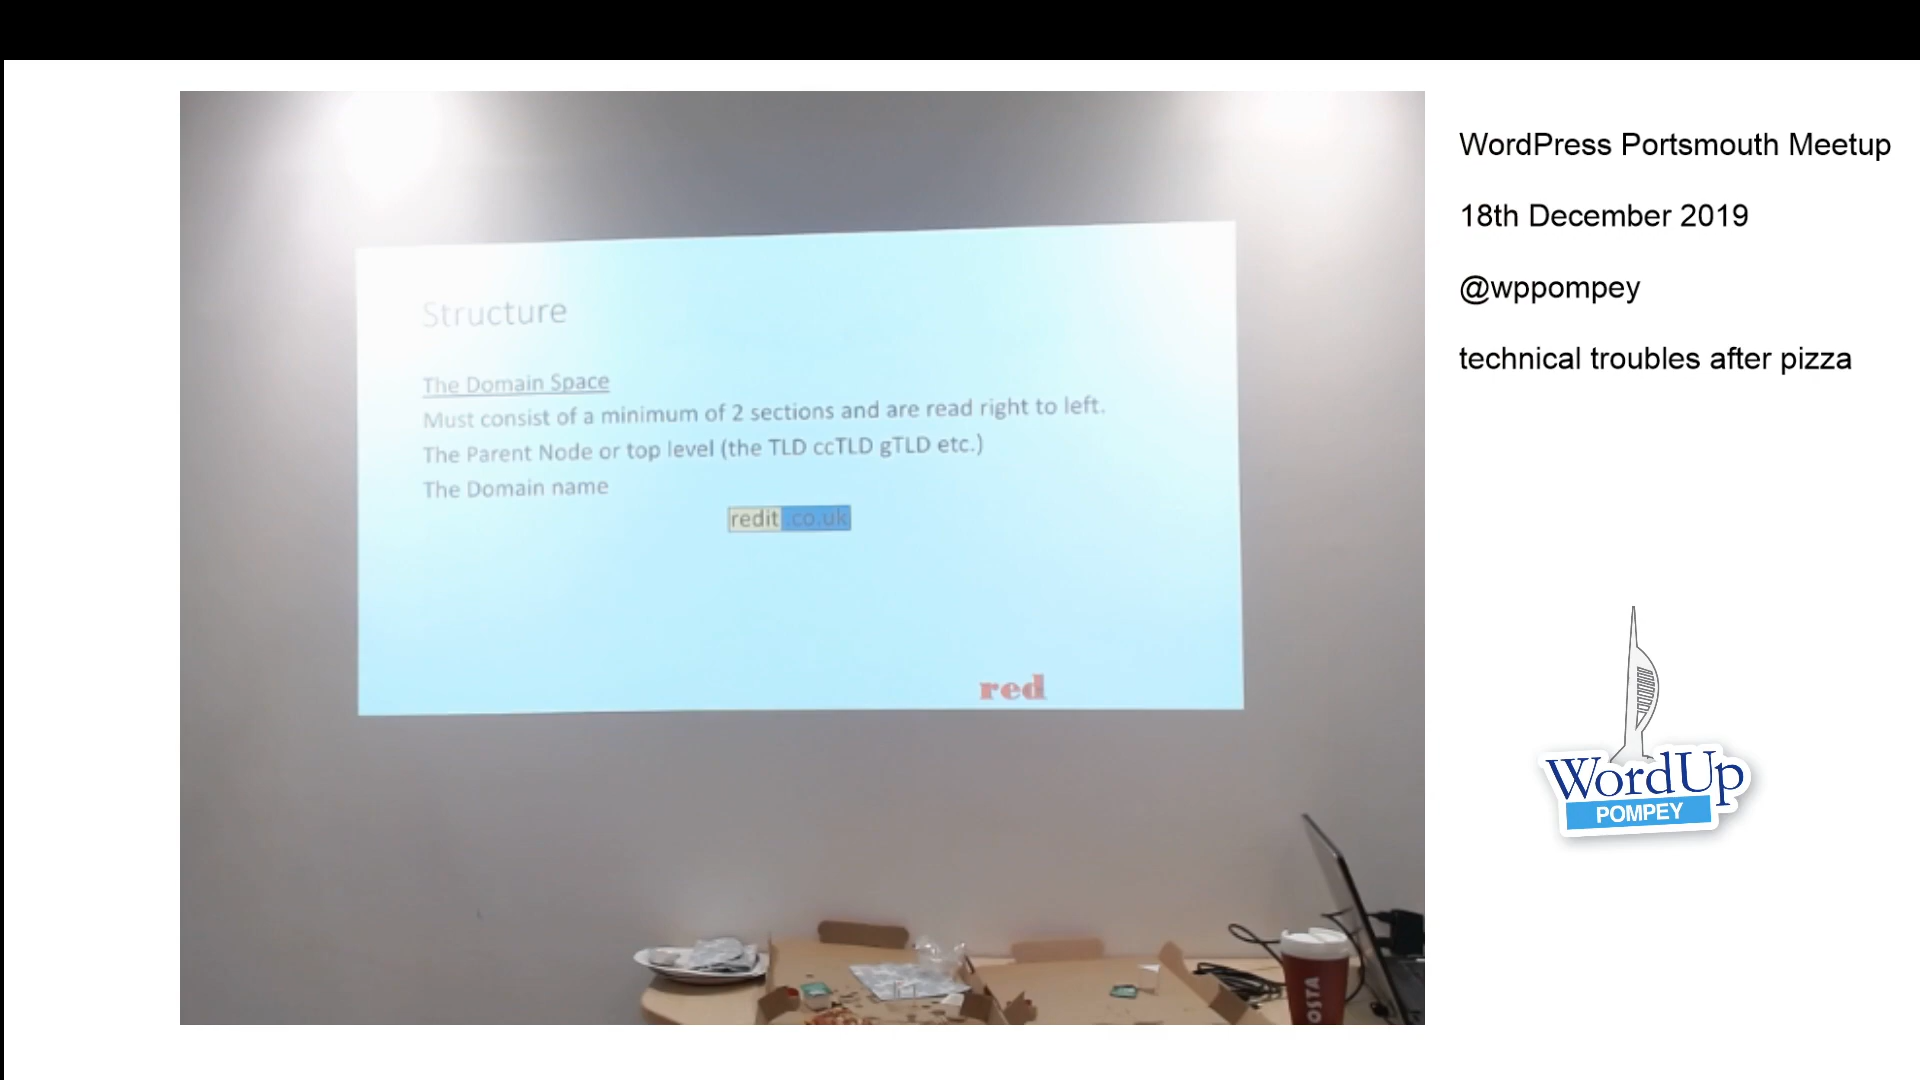 Structure
The Domain Space
Must consist of a minimum of 2 sections and are read right to left.
The Parent Node or top level (the TLD ccTLD gTLD etc.)
The Domain name
redit.co.uk
red
OSTA
WordPress Portsmouth Meetup
18th December 2019
@wppompey
technical troubles after pizza
WordUp
POMPEY